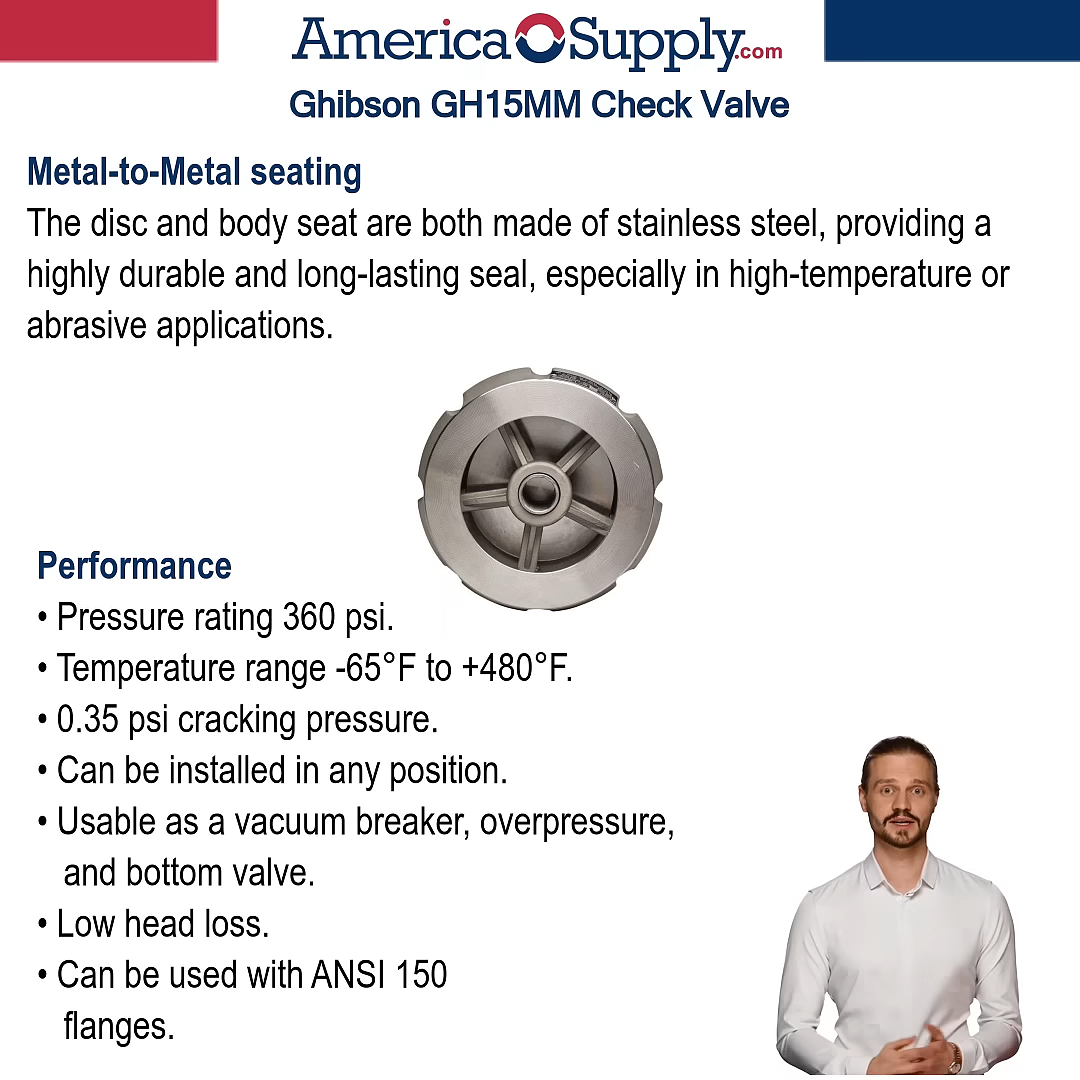 AmericaSupply.com
Ghibson GH15MM Check Valve
Metal-to-Metal seating
The disc and body seat are both made of stainless steel, providing a
highly durable and long-lasting seal, especially in high-temperature or
abrasive applications.
Performance
• Pressure rating 360 psi.
• Temperature range -65°F to +480°F.
• 0.35 psi cracking pressure.
• Can be installed in any position.
• Usable as a vacuum breaker, overpressure,
and bottom valve.
• Low head loss.
• Can be used with ANSI 150
flanges.